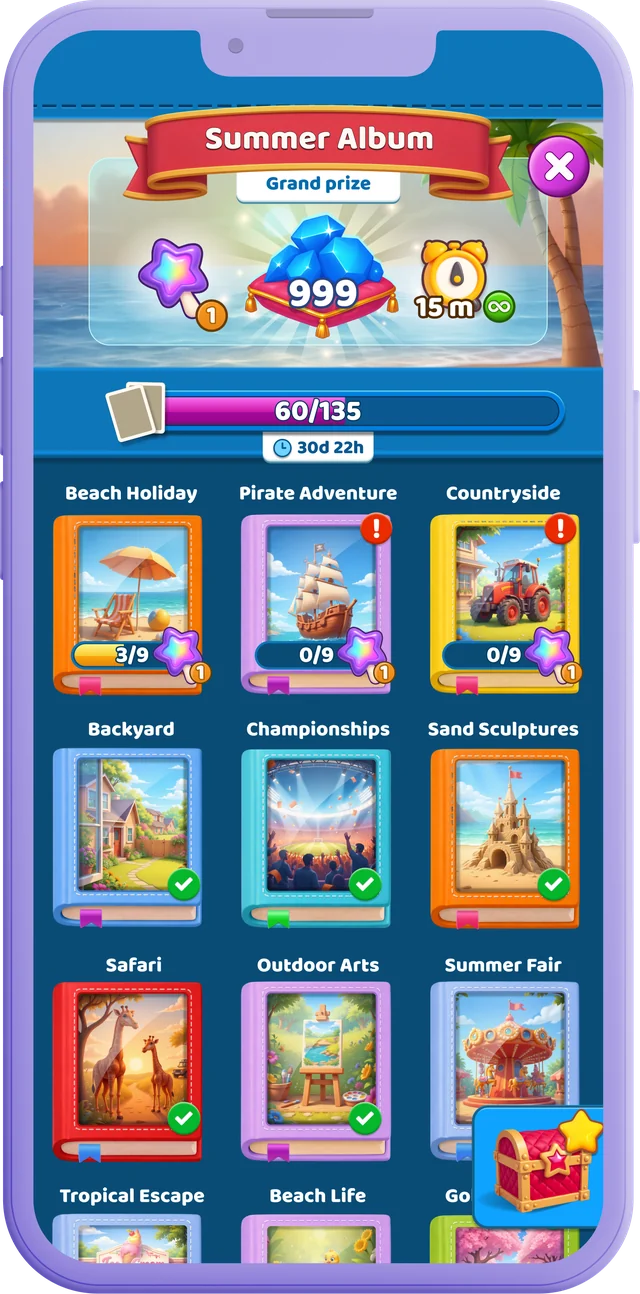 Summer Album
Grand prize
1
999
15 m
60/135
30d 22h
Beach Holiday
Pirate Adventure
Countryside
!
!
3/9
1
0/9
1
0/9
1
Backyard
Championships
Sand Sculptures
Safari
Outdoor Arts
Summer Fair
Tropical Escape
Beach Life
Go